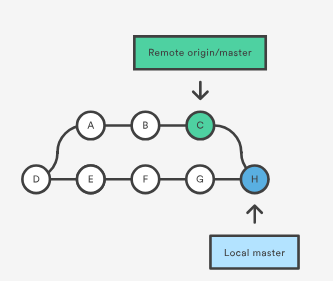 Remote origin/master
A B C
D E F G H
Local master